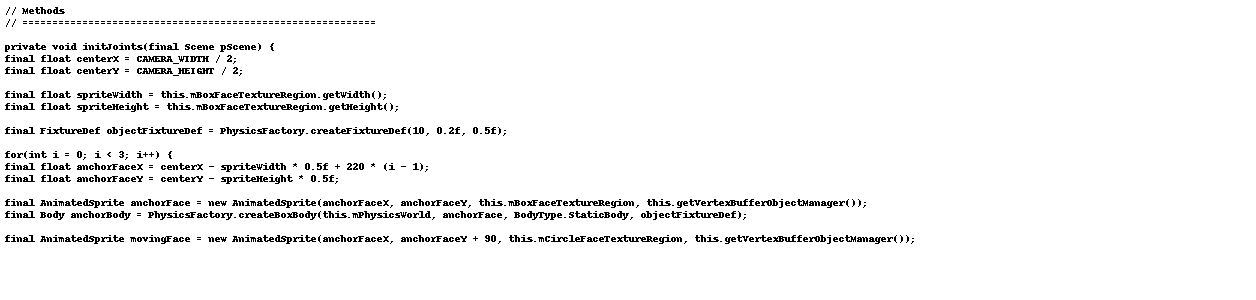 // Methods
// ===========================================================
private void initJoints(final Scene pScene) {
final float centerX = CAMERA_WIDTH / 2;
final float centerY = CAMERA_HEIGHT / 2;
final float spriteWidth = this.mBoxFaceTextureRegion.getWidth();
final float spriteHeight = this.mBoxFaceTextureRegion.getHeight();
final FixtureDef objectFixtureDef = PhysicsFactory.createFixtureDef(10, 0.2f, 0.5f);
for(int i = 0; i < 3; i++) {
final float anchorFaceX = centerX - spriteWidth * 0.5f + 220 * (i - 1);
final float anchorFaceY = centerY - spriteHeight * 0.5f;
final AnimatedSprite anchorFace = new AnimatedSprite(anchorFaceX, anchorFaceY, this.mBoxFaceTextureRegion, this.getVertexBufferObjectManager());
final Body anchorBody = PhysicsFactory.createBoxBody(this.mPhysicsWorld, anchorFace, BodyType.StaticBody, objectFixtureDef);
final AnimatedSprite movingFace = new AnimatedSprite(anchorFaceX, anchorFaceY + 90, this.mCircleFaceTextureRegion, this.getVertexBufferObjectManager());